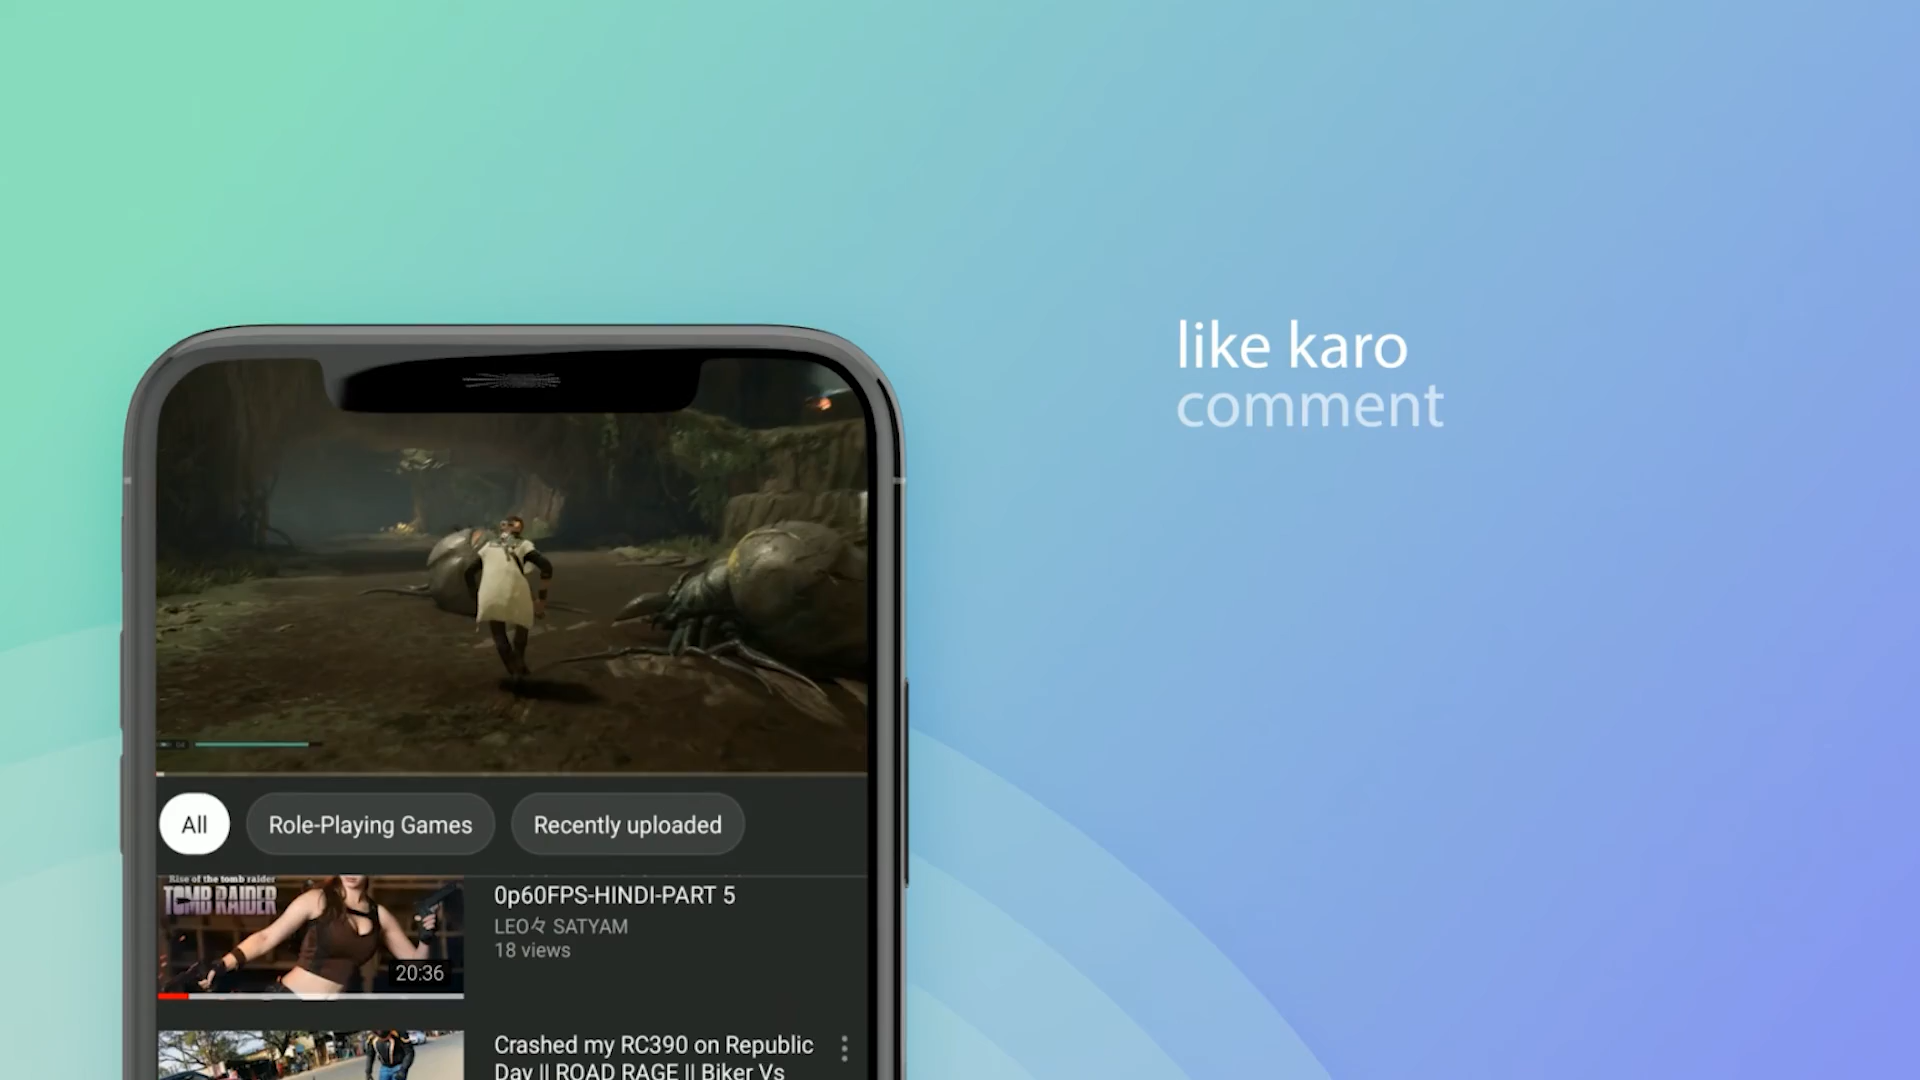 like karo
comment
All
Role-Playing Games
Recently uploaded
Rise of the tomb raider
TOMB RAIDER
20:36
0p60FPS-HINDI-PART 5
LEO々 SATYAM
18 views
Crashed my RC390 on Republic
Day || ROAD RAGE || Biker Vs